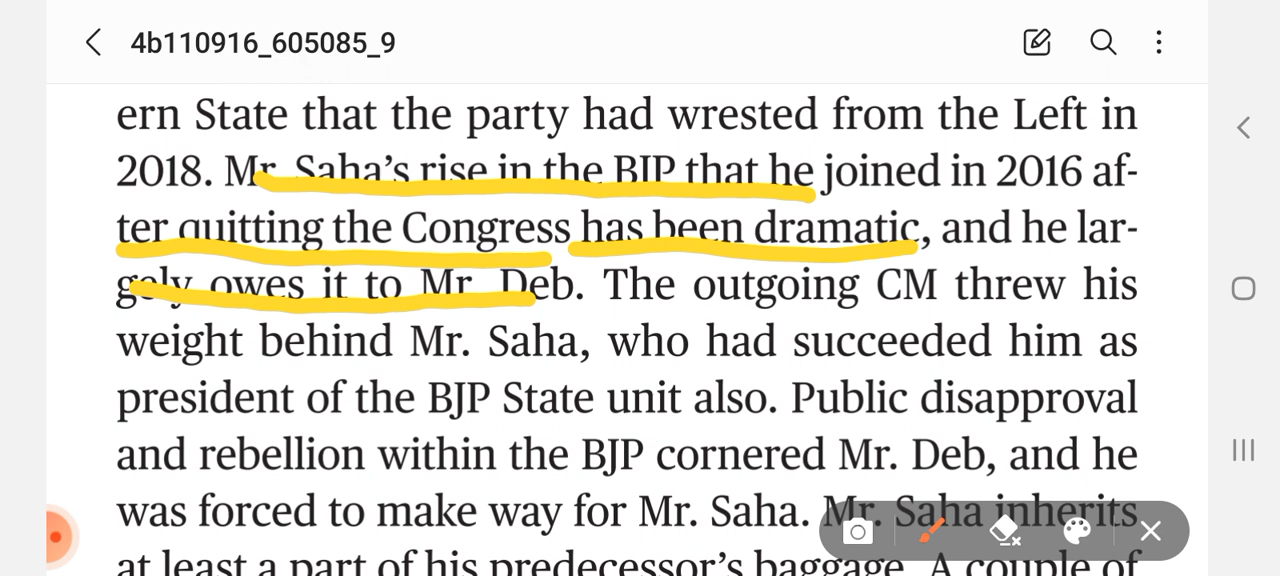 4b110916_605085_9
ern State that the party had wrested from the Left in
2018. Mr. Saha's rise in the BJP that he joined in 2016 af-
ter quitting the Congress has been dramatic, and he lar-
gely owes it to Mr. Deb. The outgoing CM threw his
weight behind Mr. Saha, who had succeeded him as
president of the BJP State unit also. Public disapproval
and rebellion within the BJP cornered Mr. Deb, and he
was forced to make way for Mr. Saha. Mr. Saha inherits
at least a part of his predecessor's baggage. A couple of